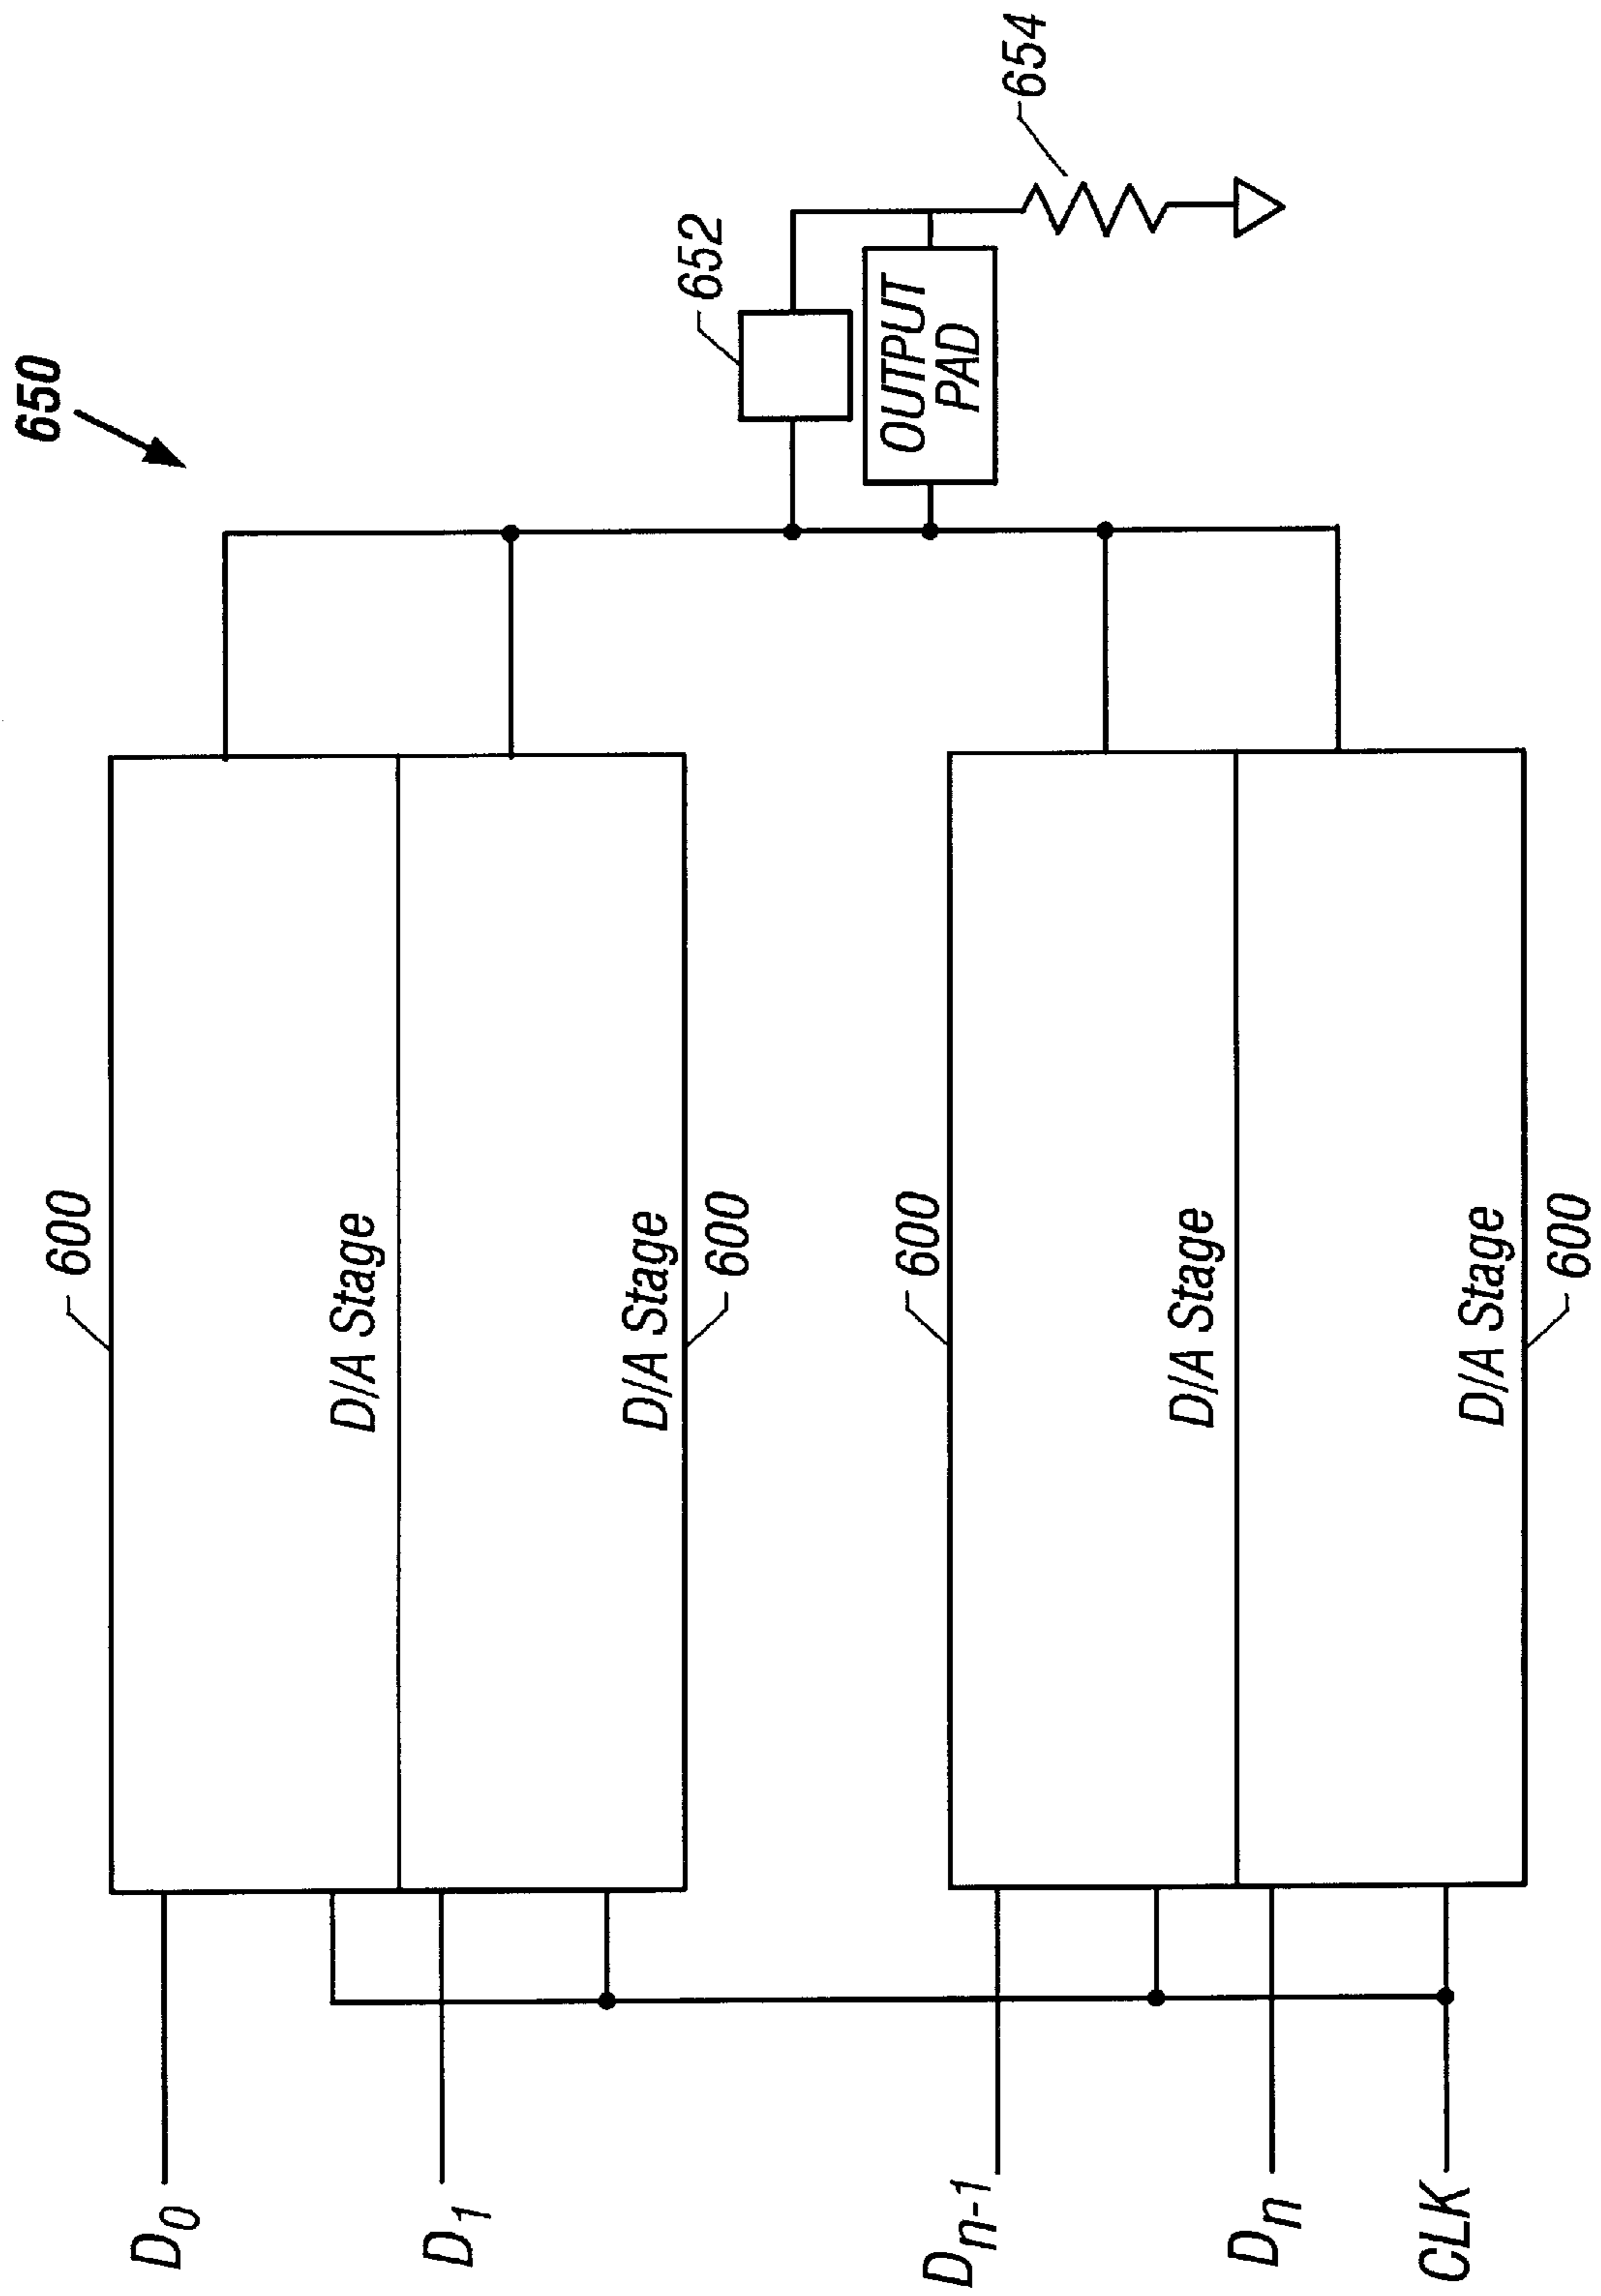 650
600
D/A Stage
D/A Stage
600
600
D/A Stage
D/A Stage
600
652
OUTPUT
PAD
654
D0
D1
Dn-1
Dn
CLK